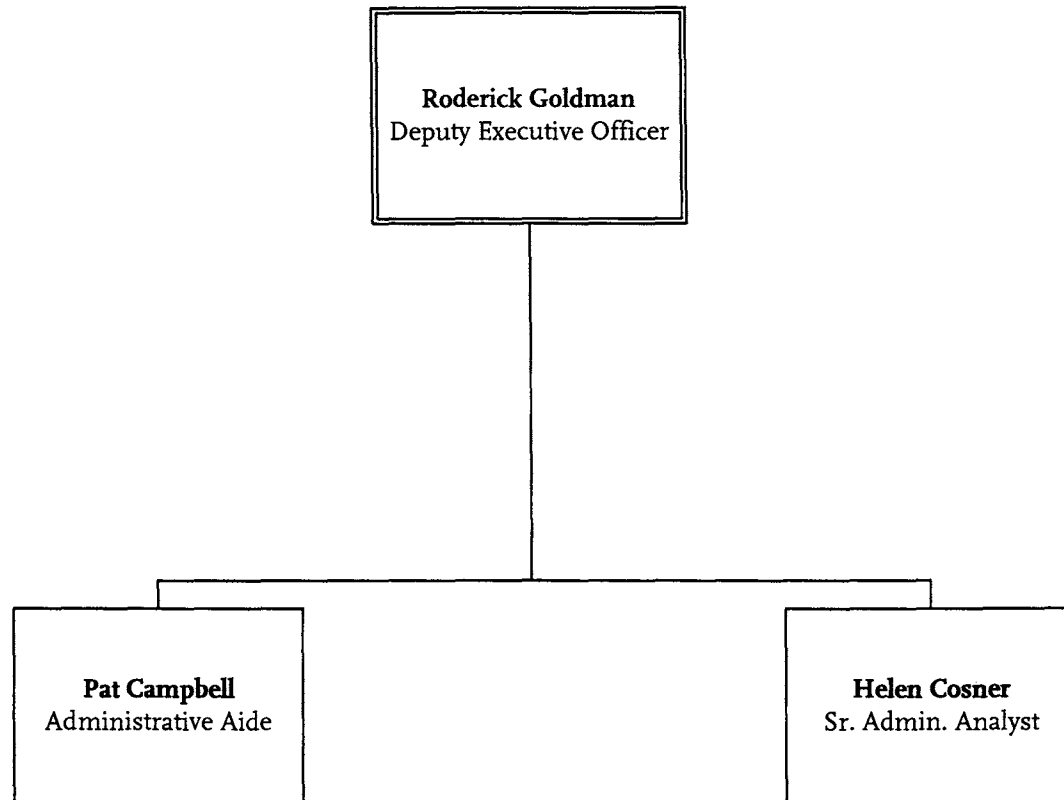 Roderick Goldman
Deputy Executive Officer
Pat Campbell
Administrative Aide
Helen Cosner
Sr. Admin. Analyst